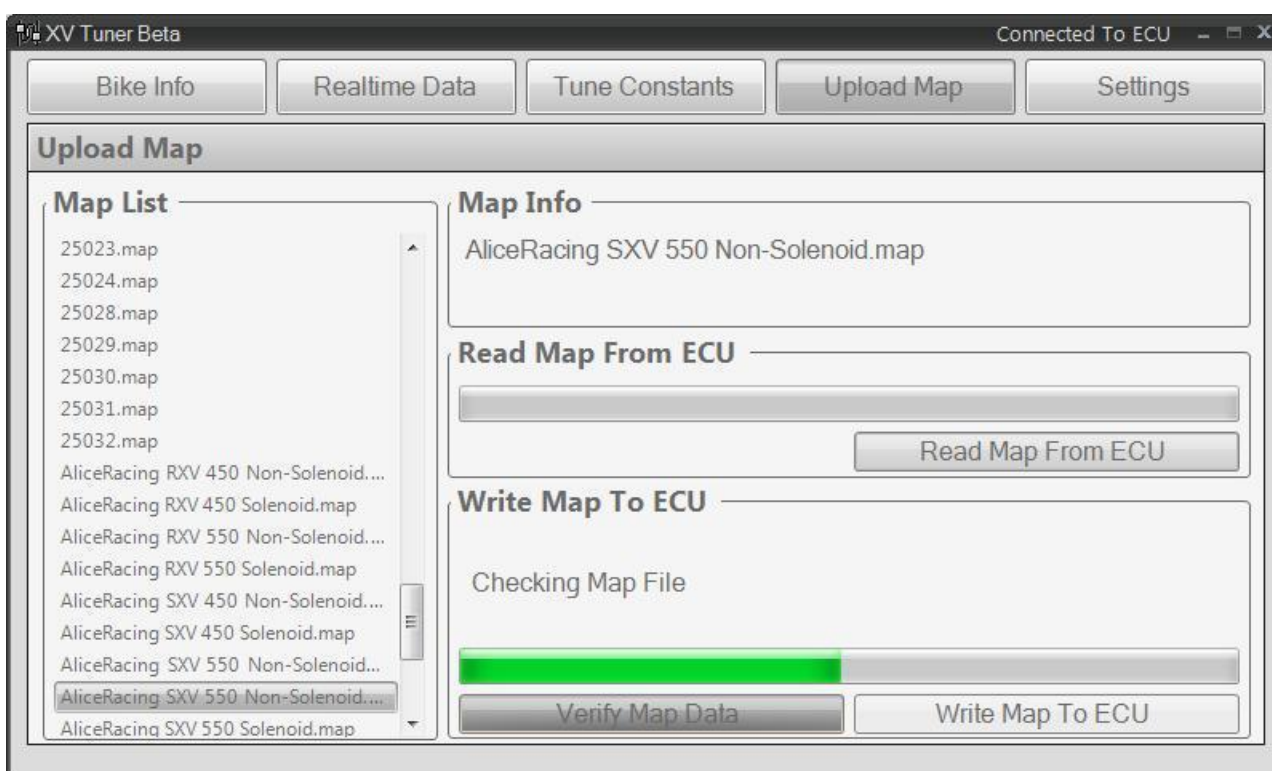 XV Tuner Beta
Connected To ECU
Bike Info
Realtime Data
Tune Constants
Upload Map
Settings
Upload Map
Map List
25023.map
25024.map
25028.map
25029.map
25030.map
25031.map
25032.map
AliceRacing RXV 450 Non-Solenoid....
AliceRacing RXV 450 Solenoid.map
AliceRacing RXV 550 Non-Solenoid....
AliceRacing RXV 550 Solenoid.map
AliceRacing SXV 450 Non-Solenoid....
AliceRacing SXV 450 Solenoid.map
AliceRacing SXV 550 Non-Solenoid...
AliceRacing SXV 550 Non-Solenoid....
AliceRacing SXV 550 Solenoid.map
Map Info
AliceRacing SXV 550 Non-Solenoid.map
Read Map From ECU
Read Map From ECU
Write Map To ECU
Checking Map File
Verify Map Data
Write Map To ECU